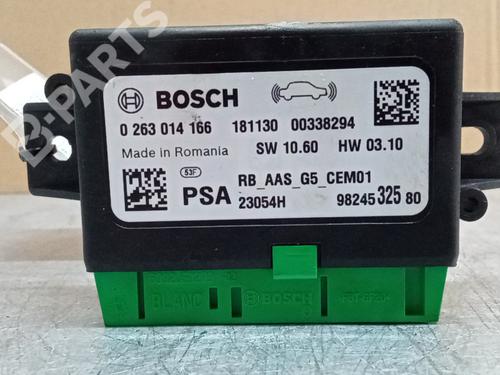 B-PARTS
BOSCH
0 263 014 166 181130 00338294
Made in Romania SW 10.60 HW 03.10
53F RB_AAS_G5_CEM01
PSA 23054H 98245 325 80
BLANC BOSCH